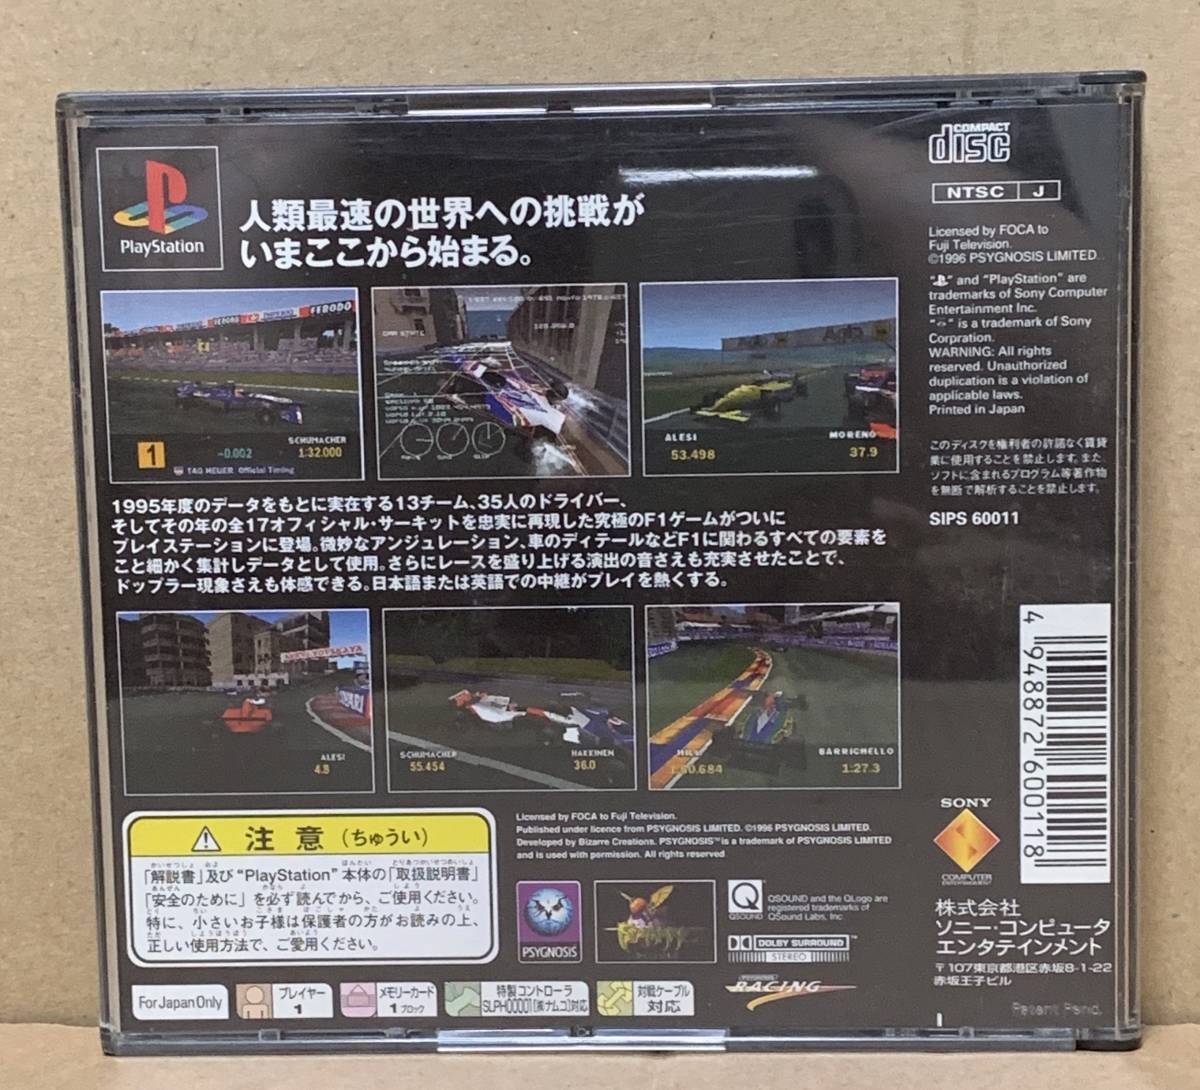 PlayStation
人類最速の世界への挑戦が
いまここから始まる。
COMPACT
disc
NTSC J
Licensed by FOCA to
Fuji Television.
©1996 PSYGNOSIS LIMITED.
" " and "PlayStation" are
trademarks of Sony Computer
Entertainment Inc.
"<>" is a trademark of Sony
Corpration.
WARNING: All rights
reserved. Unauthorized
duplication is a violation of
applicable laws.
Printed in Japan
このディスクを権利者の許諾なく賃貸
業に使用することを禁止します。また
ソフトに含まれるプログラム等著作物
を無断で解析することを禁止します。
SIPS 60011
FERODO
1
SCHUMACHER
-0.002 1:32.000
TAG HEUER Official Timing
ALESI MORENO
53.498 37.9
1995年度のデータをもとに実在する13チーム、35人のドライバー、
そしてその年の全17オフィシャル・サーキットを忠実に再現した究極のF1ゲームがついに
プレイステーションに登場。微妙なアンジュレーション、車のディテールなどF1に関わるすべての要素を
こと細かく集計しデータとして使用。さらにレースを盛り上げる演出の音さえも充実させたことで、
ドップラー現象さえも体感できる。日本語または英語での中継がプレイを熱くする。
ALESI
4.8
SCHUMACHER HAKKINEN
55.454 36.0
HILL BARRICHELLO
1:20.684 1:27.3
4 948872 600118
注意（ちゅうい）
「解説書」及び"PlayStation"本体の「取扱説明書」
「安全のために」を必ず読んでから、ご使用ください。
特に、小さいお子様は保護者の方がお読みの上、
正しい使用方法で、ご愛用ください。
Licensed by FOCA to Fuji Television.
Published under licence from PSYGNOSIS LIMITED. ©1996 PSYGNOSIS LIMITED.
Developed by Bizarre Creations. PSYGNOSIS™ is a trademark of PSYGNOSIS LIMITED
and is used with permission. All rights reserved
PSYGNOSIS
Q
QSOUND
QSOUND and the QLogo are
registered trademarks of
QSound Labs, Inc
DOLBY SURROUND
STEREO
PSYGNOSIS
RACING
SONY
COMPUTER
ENTERTAINMENT
株式会社
ソニー・コンピュータ
エンタテインメント
〒107東京都港区赤坂8-1-22
赤坂王子ビル
For Japan Only
プレイヤー
1
メモリーカード
1ブロック
特製コントローラ
SLPH00001[㈱ナムコ]対応
対戦ケーブル
対応
Patent Pend.